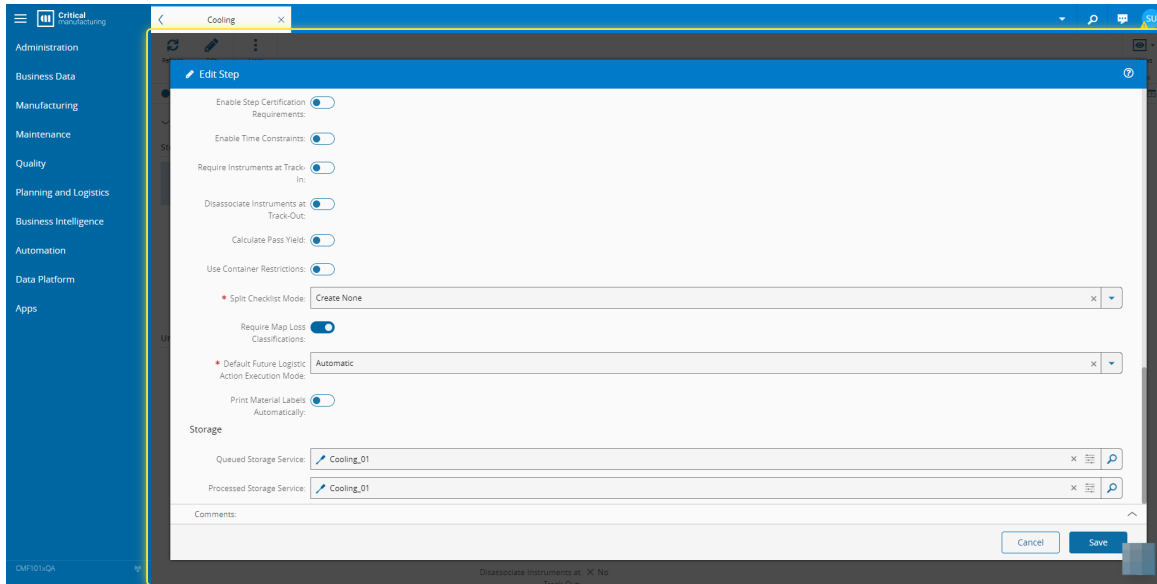 Critical
manufacturing
Cooling
SU
Administration
Business Data
Manufacturing
Maintenance
Quality
Planning and Logistics
Business Intelligence
Automation
Data Platform
Apps
CMF101xQA
Edit Step
Enable Step Certification
Requirements:
Enable Time Constraints:
Require Instruments at Track-
In:
Disassociate Instruments at
Track-Out:
Calculate Pass Yield:
Use Container Restrictions:
* Split Checklist Mode: Create None
Require Map Loss
Classifications:
* Default Future Logistic Automatic
Action Execution Mode:
Print Material Labels
Automatically:
Storage
Queued Storage Service: Cooling_01
Processed Storage Service: Cooling_01
Comments:
Cancel Save
Disassociate Instruments at No
Track-Out